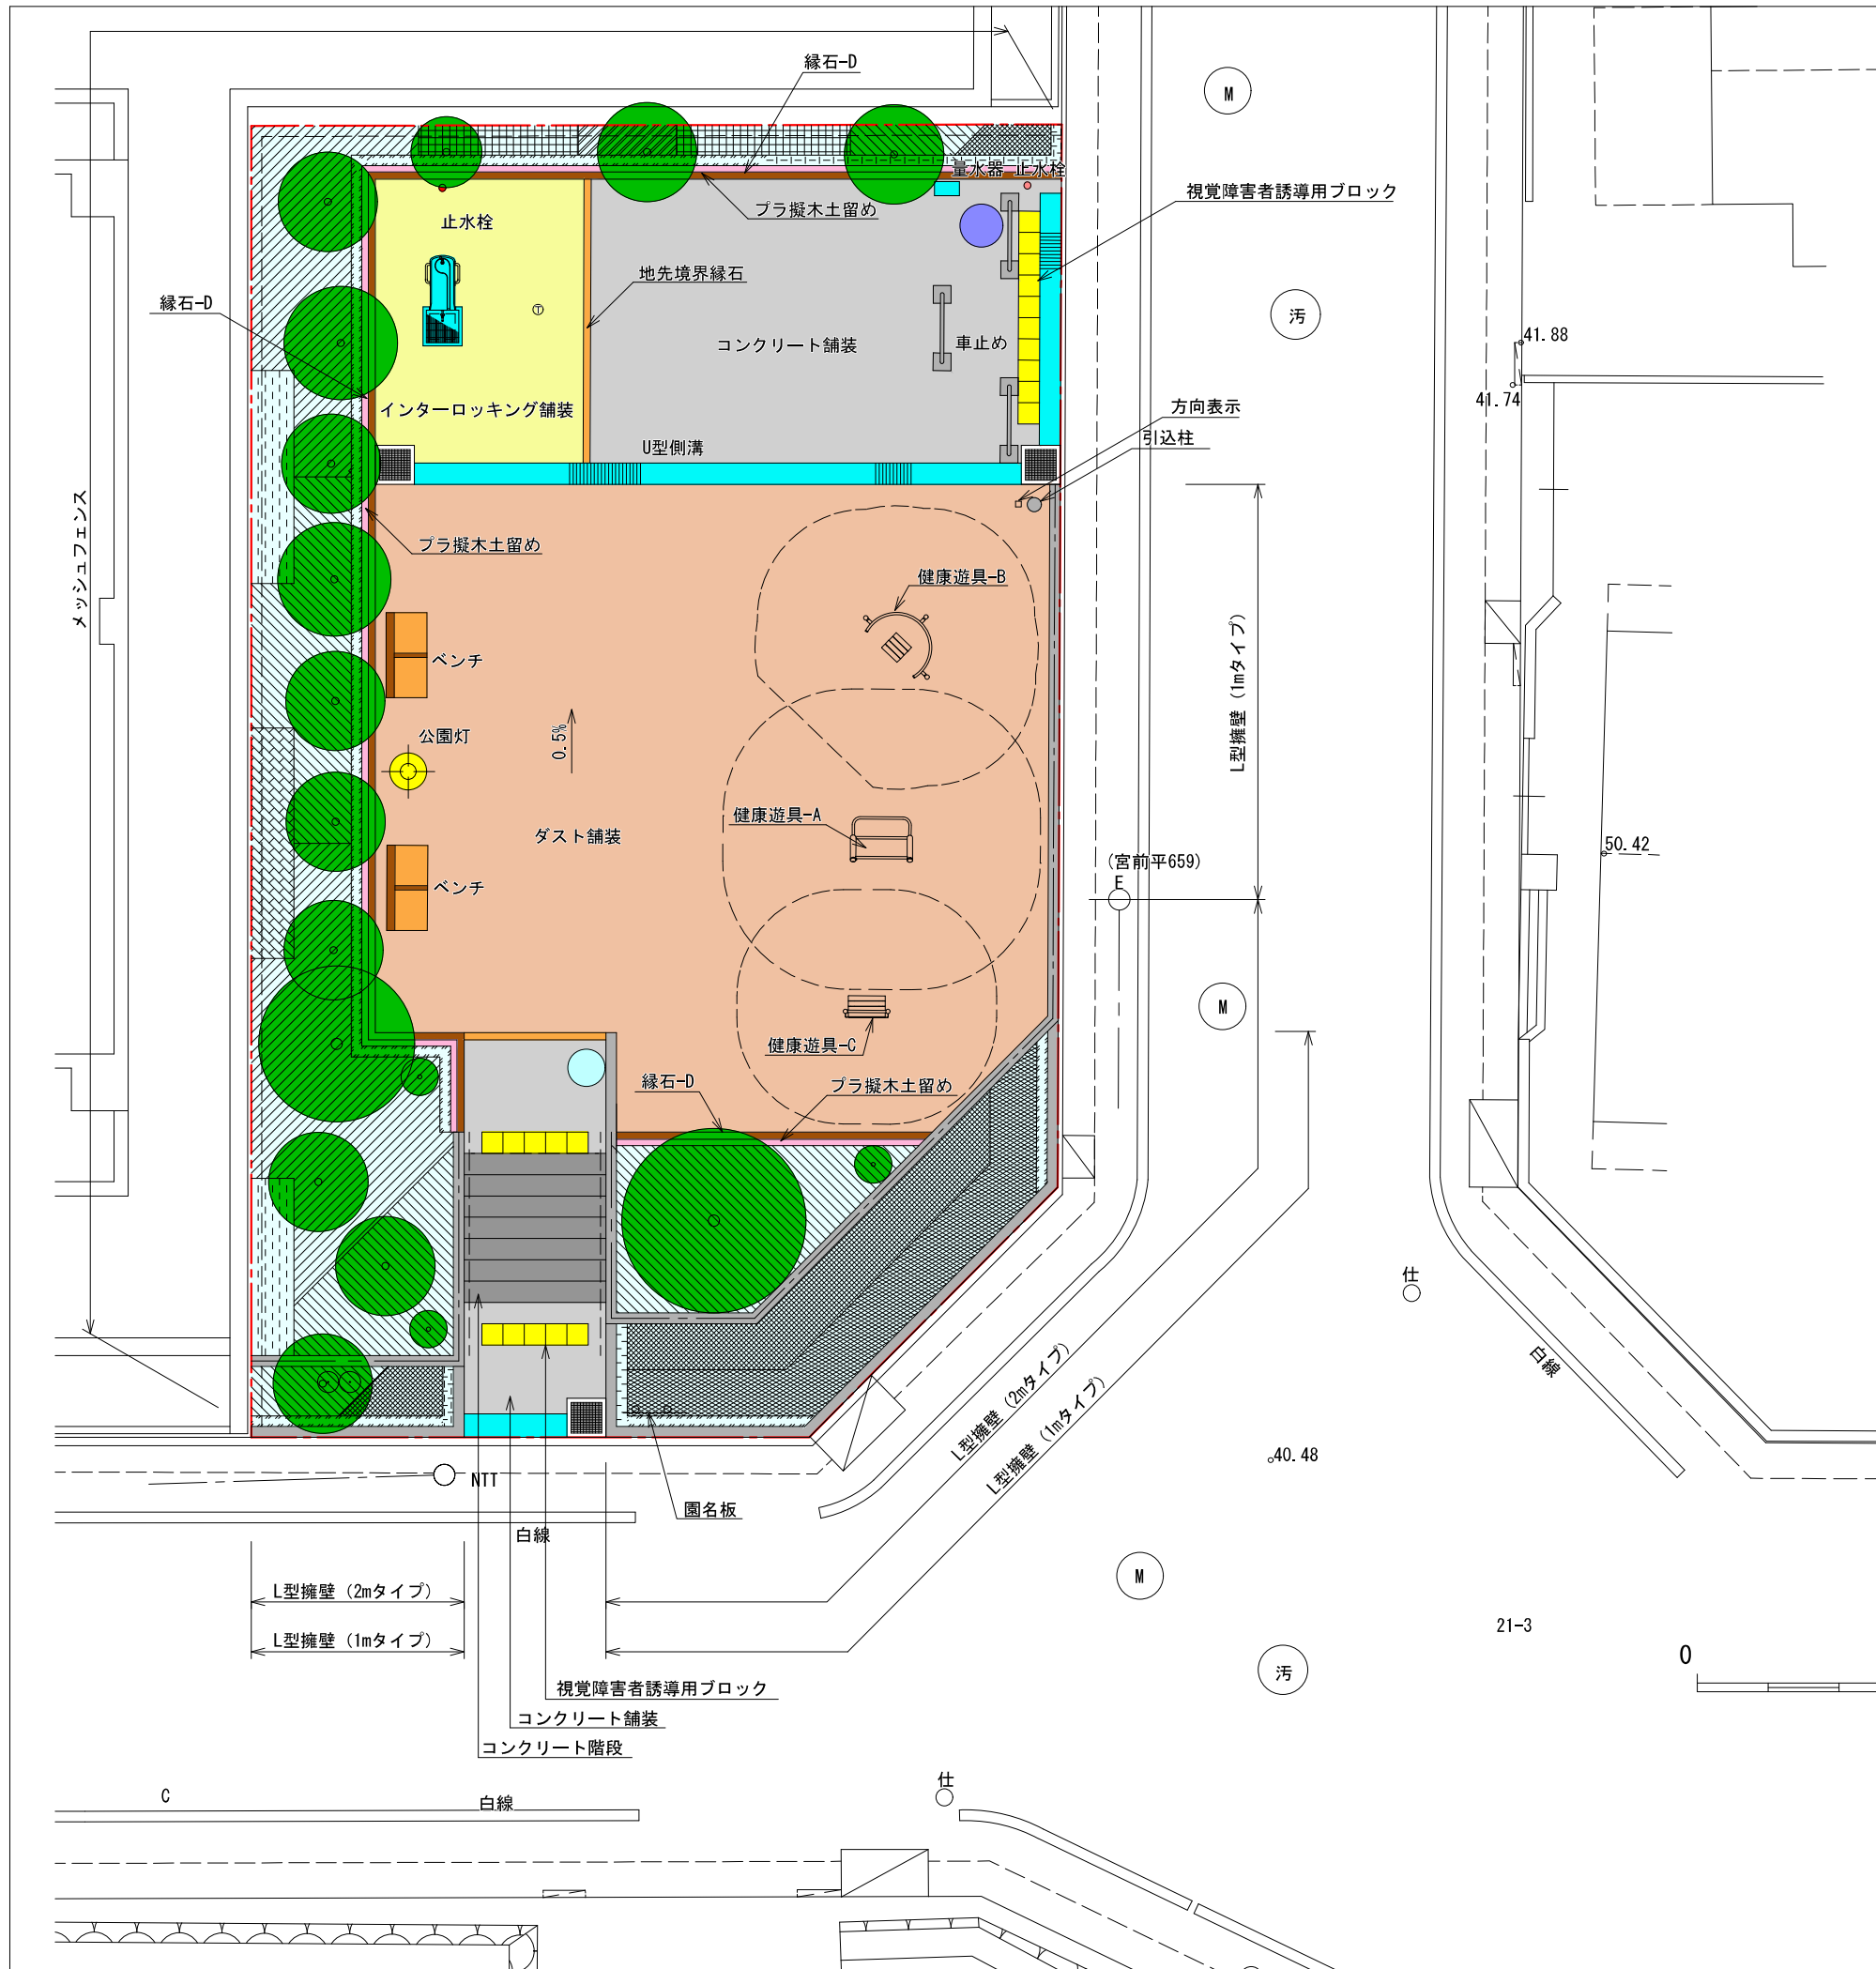 縁石-D
M
量水器 止水栓
視覚障害者誘導用ブロック
プラ擬木土留め
止水栓
地先境界縁石
縁石-D
汚
T
41.88
コンクリート舗装
車止め
41.74
インターロッキング舗装
方向表示
引込柱
U型側溝
メッシュフェンス
プラ擬木土留め
健康遊具-B
ベンチ
L型擁壁（1mタイプ）
公園灯
0.5%
健康遊具-A
ダスト舗装
50.42
(宮前平659)
E
ベンチ
M
健康遊具-C
縁石-D
プラ擬木土留め
仕
白線
L型擁壁（2mタイプ）
L型擁壁（1mタイプ）
40.48
NTT
園名板
白線
M
L型擁壁（2mタイプ）
21-3
L型擁壁（1mタイプ）
0
汚
視覚障害者誘導用ブロック
コンクリート舗装
コンクリート階段
仕
C
白線